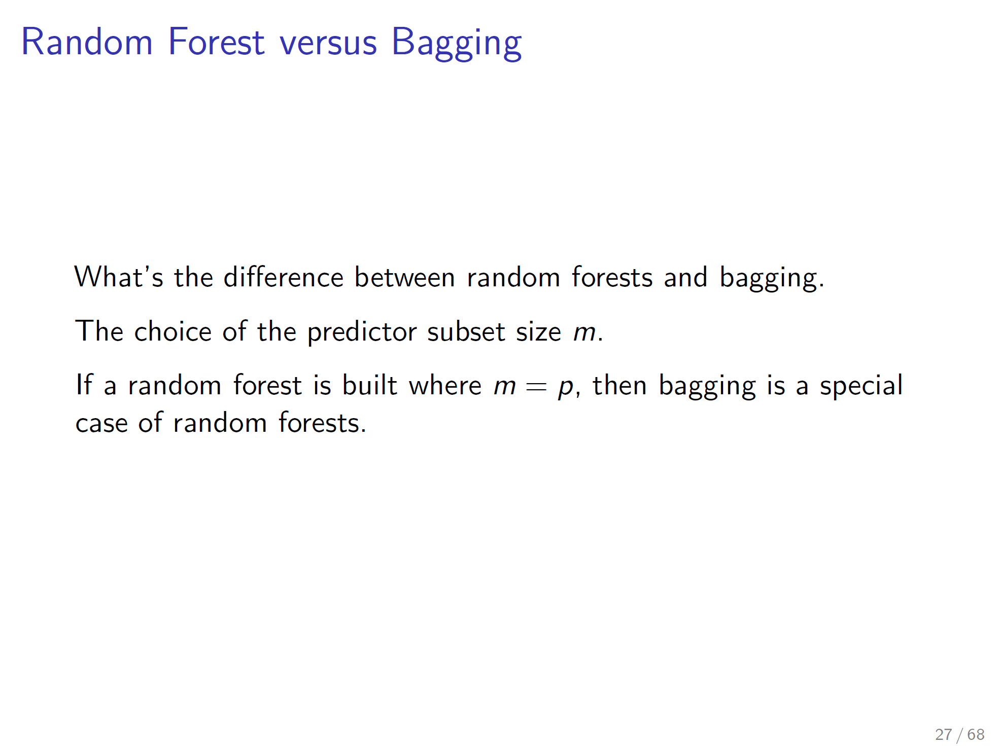 Random Forest versus Bagging
What's the difference between random forests and bagging.
The choice of the predictor subset size m.
If a random forest is built where m = p, then bagging is a special
case of random forests.
27 / 68